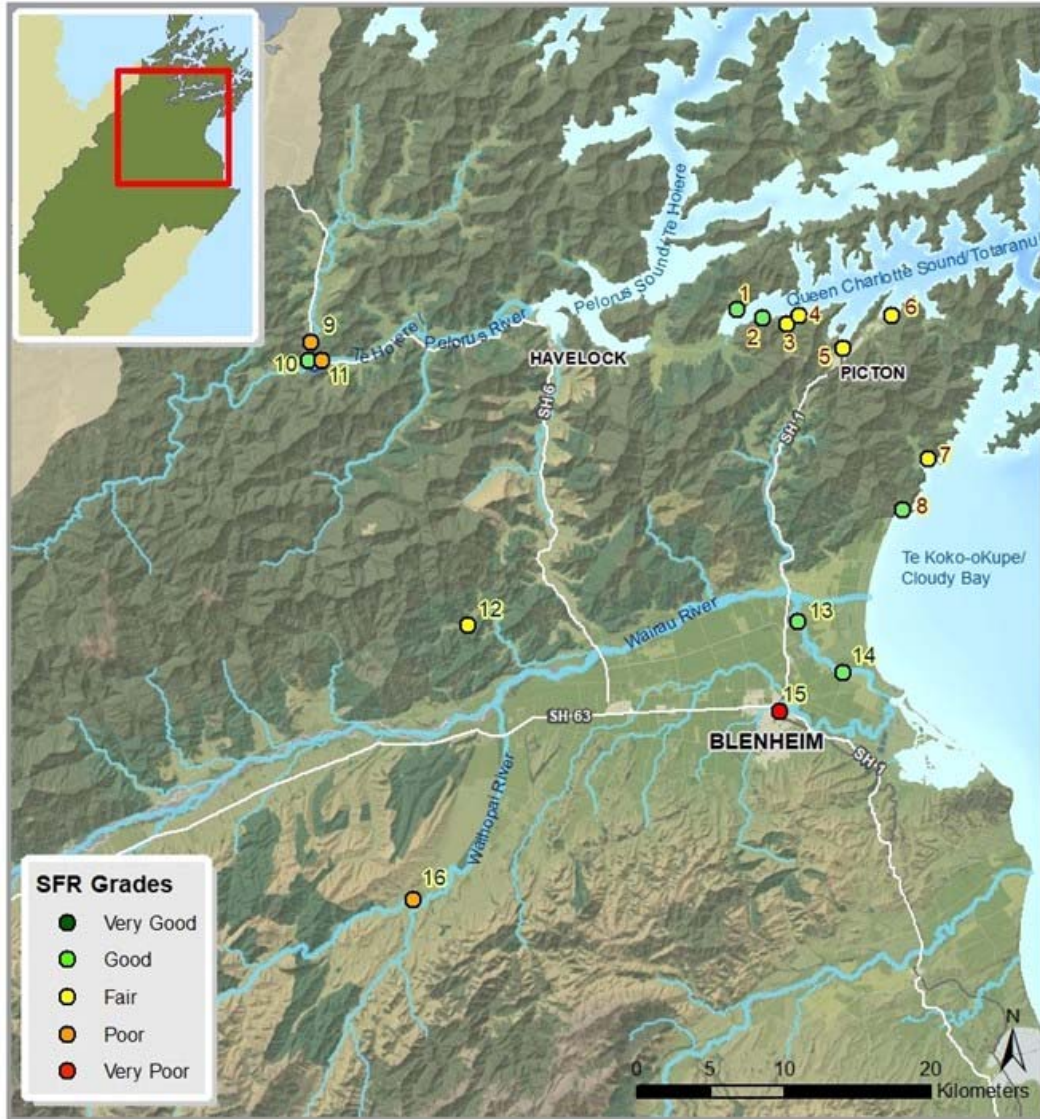 Pelorus Sound/Te Hoiere
Queen Charlotte Sound/Totaranui
1
2
3
4
6
9
Te Hoiere/
Pelorus River
10
11
HAVELOCK
5
PICTON
SH-6
SH-1
7
8
Te Koko-oKupe/
Cloudy Bay
12
Wairau River
13
14
15
SH-63
BLENHEIM
SH-1
Waihopai River
16
SFR Grades
Very Good
Good
Fair
Poor
Very Poor
N
0 5 10 20
Kilometers